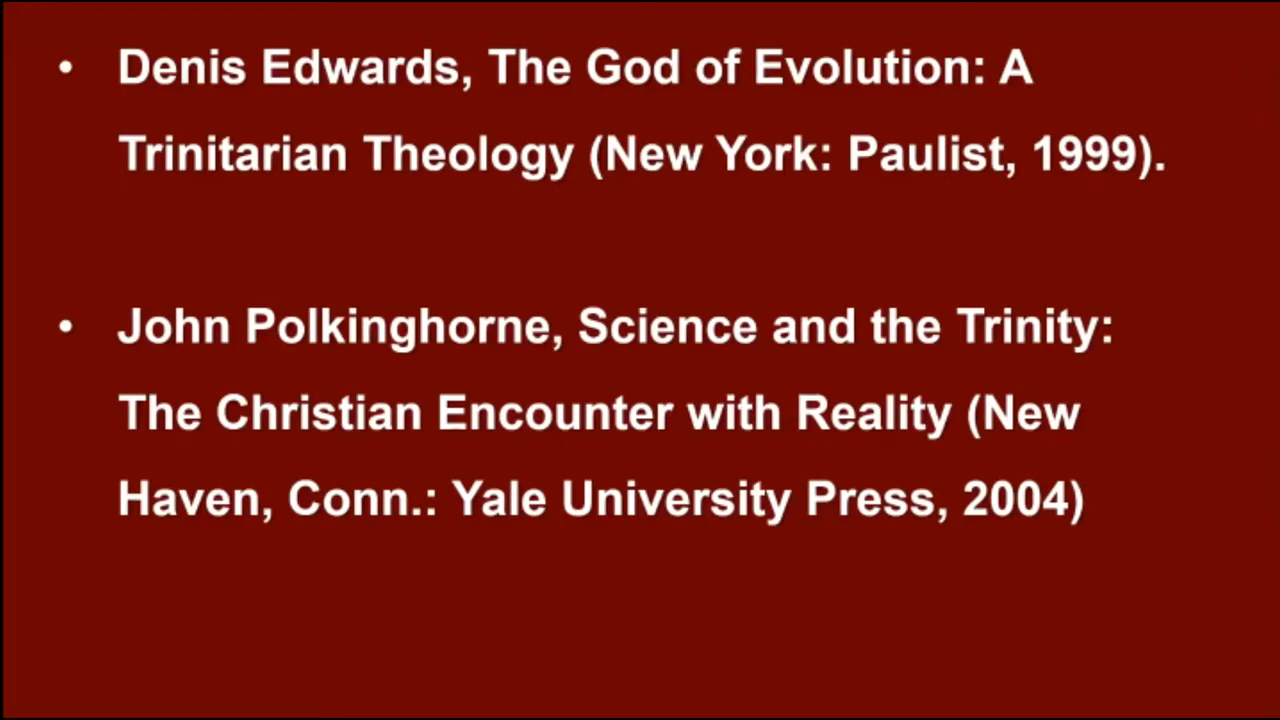 • Denis Edwards, The God of Evolution: A
Trinitarian Theology (New York: Paulist, 1999).
• John Polkinghorne, Science and the Trinity:
The Christian Encounter with Reality (New
Haven, Conn.: Yale University Press, 2004)